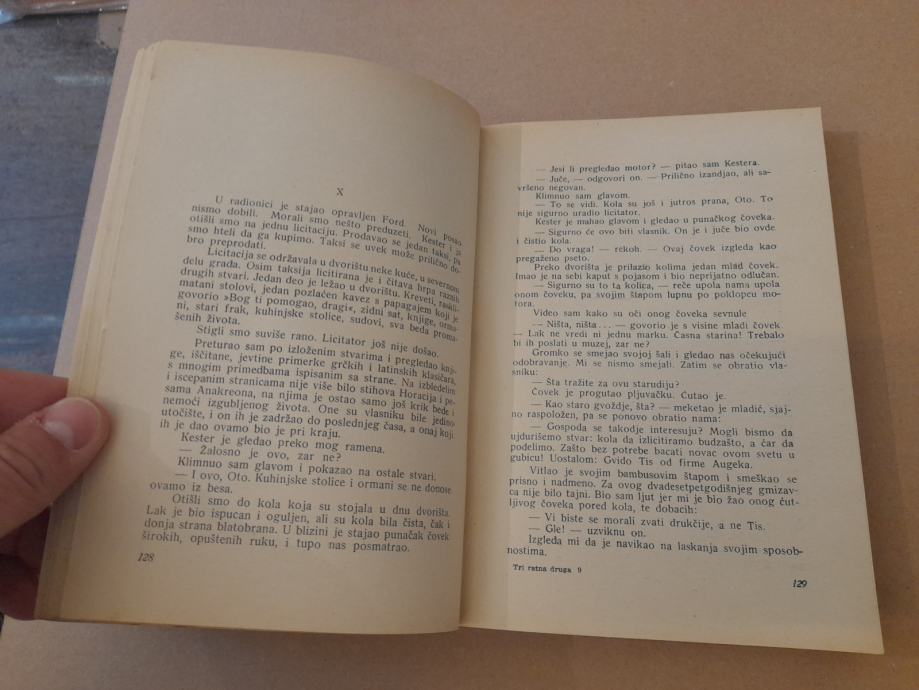 X
U radionici je stajao opravljen Ford. Novi posao
nismo dobili. Morali smo nešto preduzeti. Kester i ja
otišli smo na jednu licitaciju. Prodavao se jedan taksi, pa
smo hteli da ga kupimo. Taksi se uvek može prilično do-
bro preprodati.
Licitacija se održavala u dvorištu neke kuće, u severnom
delu grada. Osim taksija licitirana je i čitava hrpa raznih
drugih stvari. Jedan deo je ležao u dvorištu. Kreveti, raskli-
matani stolovi, jedan pozlaćen kavez s papagajem koji je
govorio »Bog ti pomogao, dragi«, zidni sat, knjige, orma-
ni, stari frak, kuhinjske stolice, sudovi, sva beda proma-
šenih života.
Stigli smo suviše rano. Licitator još nije došao.
Preturao sam po izloženim stvarima i pregledao knji-
ge, iščitane, jevtine primerke grčkih i latinskih klasičara,
s mnogim primedbama ispisanim sa strane. Na izbledelim
i iscepanim stranicama nije više bilo stihova Horacija i pe-
sama Anakreona, na njima je ostao samo još krik bede i
nemoći izgubljenog života. One su vlasniku bile jedino
utočište, i on ih je zadržao do poslednjeg časa, a onaj koji
ih je dao ovamo bio je pri kraju.
Kester je gledao preko mog ramena.
— Žalosno je ovo, zar ne?
Klimnuo sam glavom i pokazao na ostale stvari.
— I ovo, Oto. Kuhinjske stolice i ormani se ne donose
ovamo iz besa.
Otišli smo do kola koja su stojala u dnu dvorišta.
Lak je bio ispucan i oguljen, ali su kola bila čista, čak i
donja strana blatobrana. U blizini je stajao punačak čovek
širokih, opuštenih ruku, i tupo nas posmatrao.
128
— Jesi li pregledao motor? — pitao sam Kestera.
— Juče, — odgovori on. — Prilično izandjao, ali sa-
vršeno negovan.
Klimnuo sam glavom.
— To se vidi. Kola su još i jutros prana, Oto. To
nije sigurno uradio licitator.
Kester je mahao glavom i gledao u punačkog čoveka.
— Sigurno će ovo biti vlasnik. On je i juče bio ovde
i čistio kola.
— Do vraga! — rekoh. — Ovaj čovek izgleda kao
pregaženo pseto.
Preko dvorišta je prilazio kolima jedan mlad čovek.
Imao je na sebi kaput s pojasom i bio neprijatno odlučan.
— Sigurno su to ta kolica, — reče upola nama upola
onom čoveku, pa svojim štapom lupnu po poklopcu mo-
tora.
Video sam kako su oči onog čoveka sevnule
— Ništa, ništa... — govorio je s visine mladi čovek
— Lak ne vredi ni jednu marku. Časna starina! Trebalo
bi ih poslati u muzej, zar ne?
Gromko se smejao svojoj šali i gledao nas očekujući
odobravanje. Mi se nismo smejali. Zatim se obratio vla-
sniku:
— Šta tražite za ovu starudiju?
Čovek je progutao pljuvačku. Ćutao je.
— Kao staro gvoždje, šta? — meketao je mladić, sjaj-
no raspoložen, pa se ponovo obratio nama:
— Gospoda se takodje interesuju? Mogli bismo da
ujdurišemo stvar: kola da izlicitiramo budzašto, a ćar da
podelimo. Zašto bez potrebe bacati novac ovom svetu u
gubicu! Uostalom: Gvido Tis od firme Augeka.
Vitlao je svojim bambusovim štapom i smeškao se
prisno i nadmeno. Za ovog dvadesetpetgodišnjeg gmizav-
ca nije bilo tajni. Bio sam ljut jer mi je bio žao onog ćut-
ljivog čoveka pored kola, te dobacih:
— Vi biste se morali zvati drukčije, a ne Tis.
— Gle! — uzviknu on.
Izgleda mi da je navikao na laskanja svojim sposob-
nostima.
Tri ratna druga 9
129